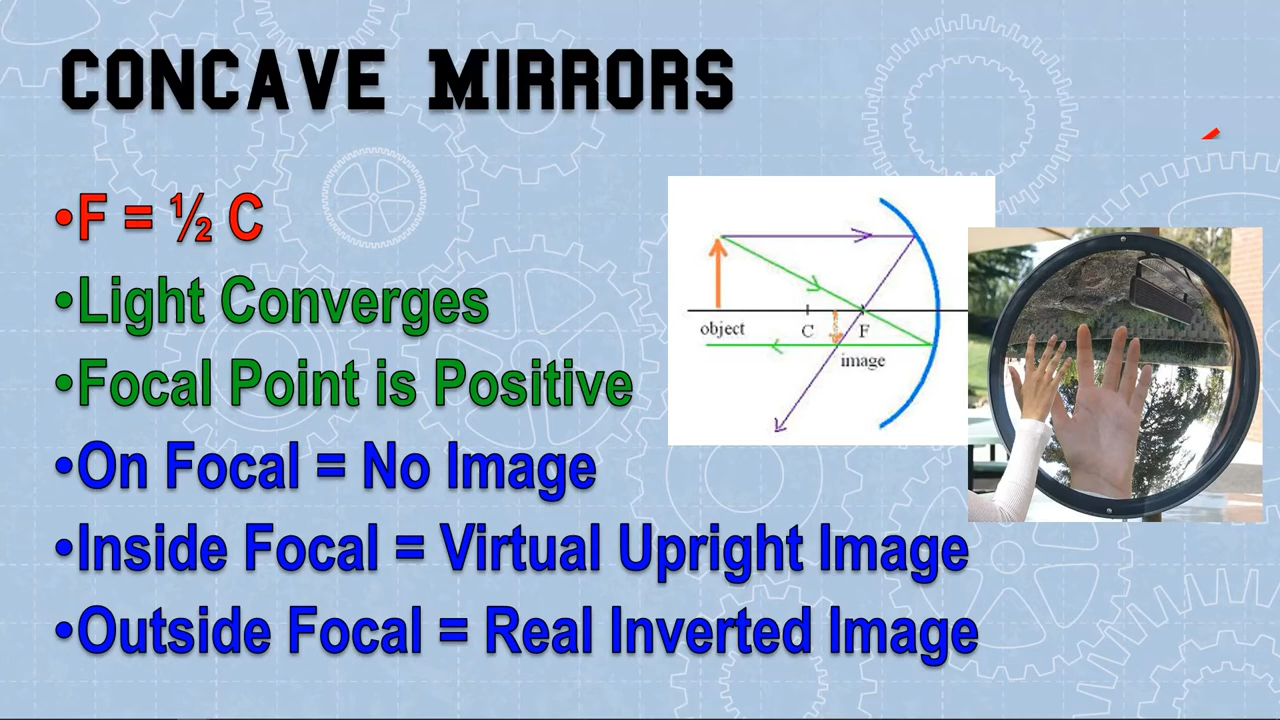 CONCAVE MIRRORS
•F = ½ C
•Light Converges
•Focal Point is Positive
•On Focal = No Image
•Inside Focal = Virtual Upright Image
•Outside Focal = Real Inverted Image
object
C
F
image